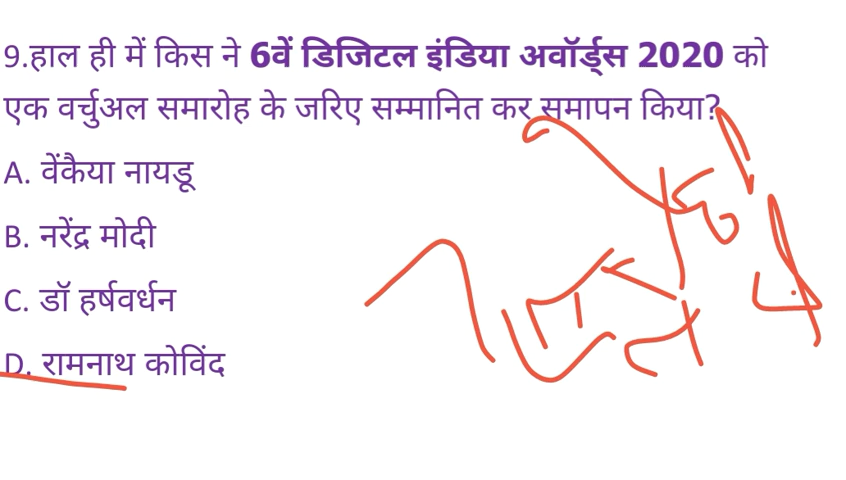 9.हाल ही में किस ने 6वें डिजिटल इंडिया अवॉर्ड्स 2020 को
एक वर्चुअल समारोह के जरिए सम्मानित कर समापन किया?
A. वेंकैया नायडू
B. नरेंद्र मोदी
C. डॉ हर्षवर्धन
D. रामनाथ कोविंद